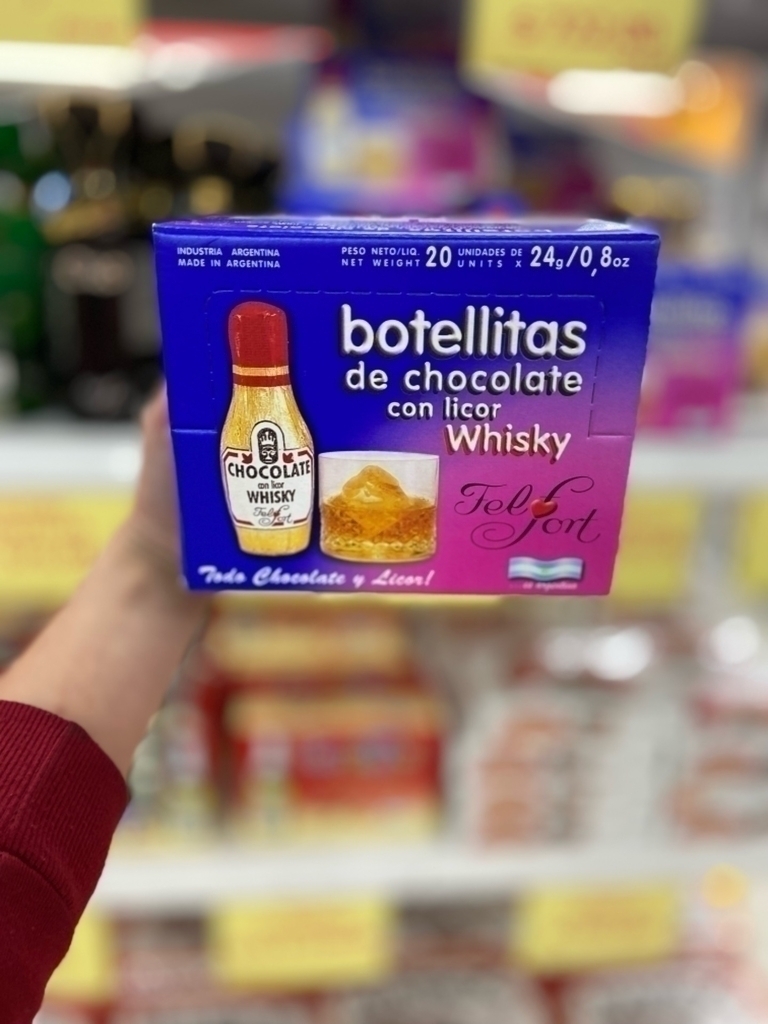 INDUSTRIA ARGENTINA
MADE IN ARGENTINA
PESO NETO/LIQ. 20 UNIDADES DE 24g/0,8oz
NET WEIGHT UNITS x
botellitas
de chocolate
con licor
Whisky
CHOCOLATE
con licor
WHISKY
Felfort
Felfort
Todo Chocolate y Licor!